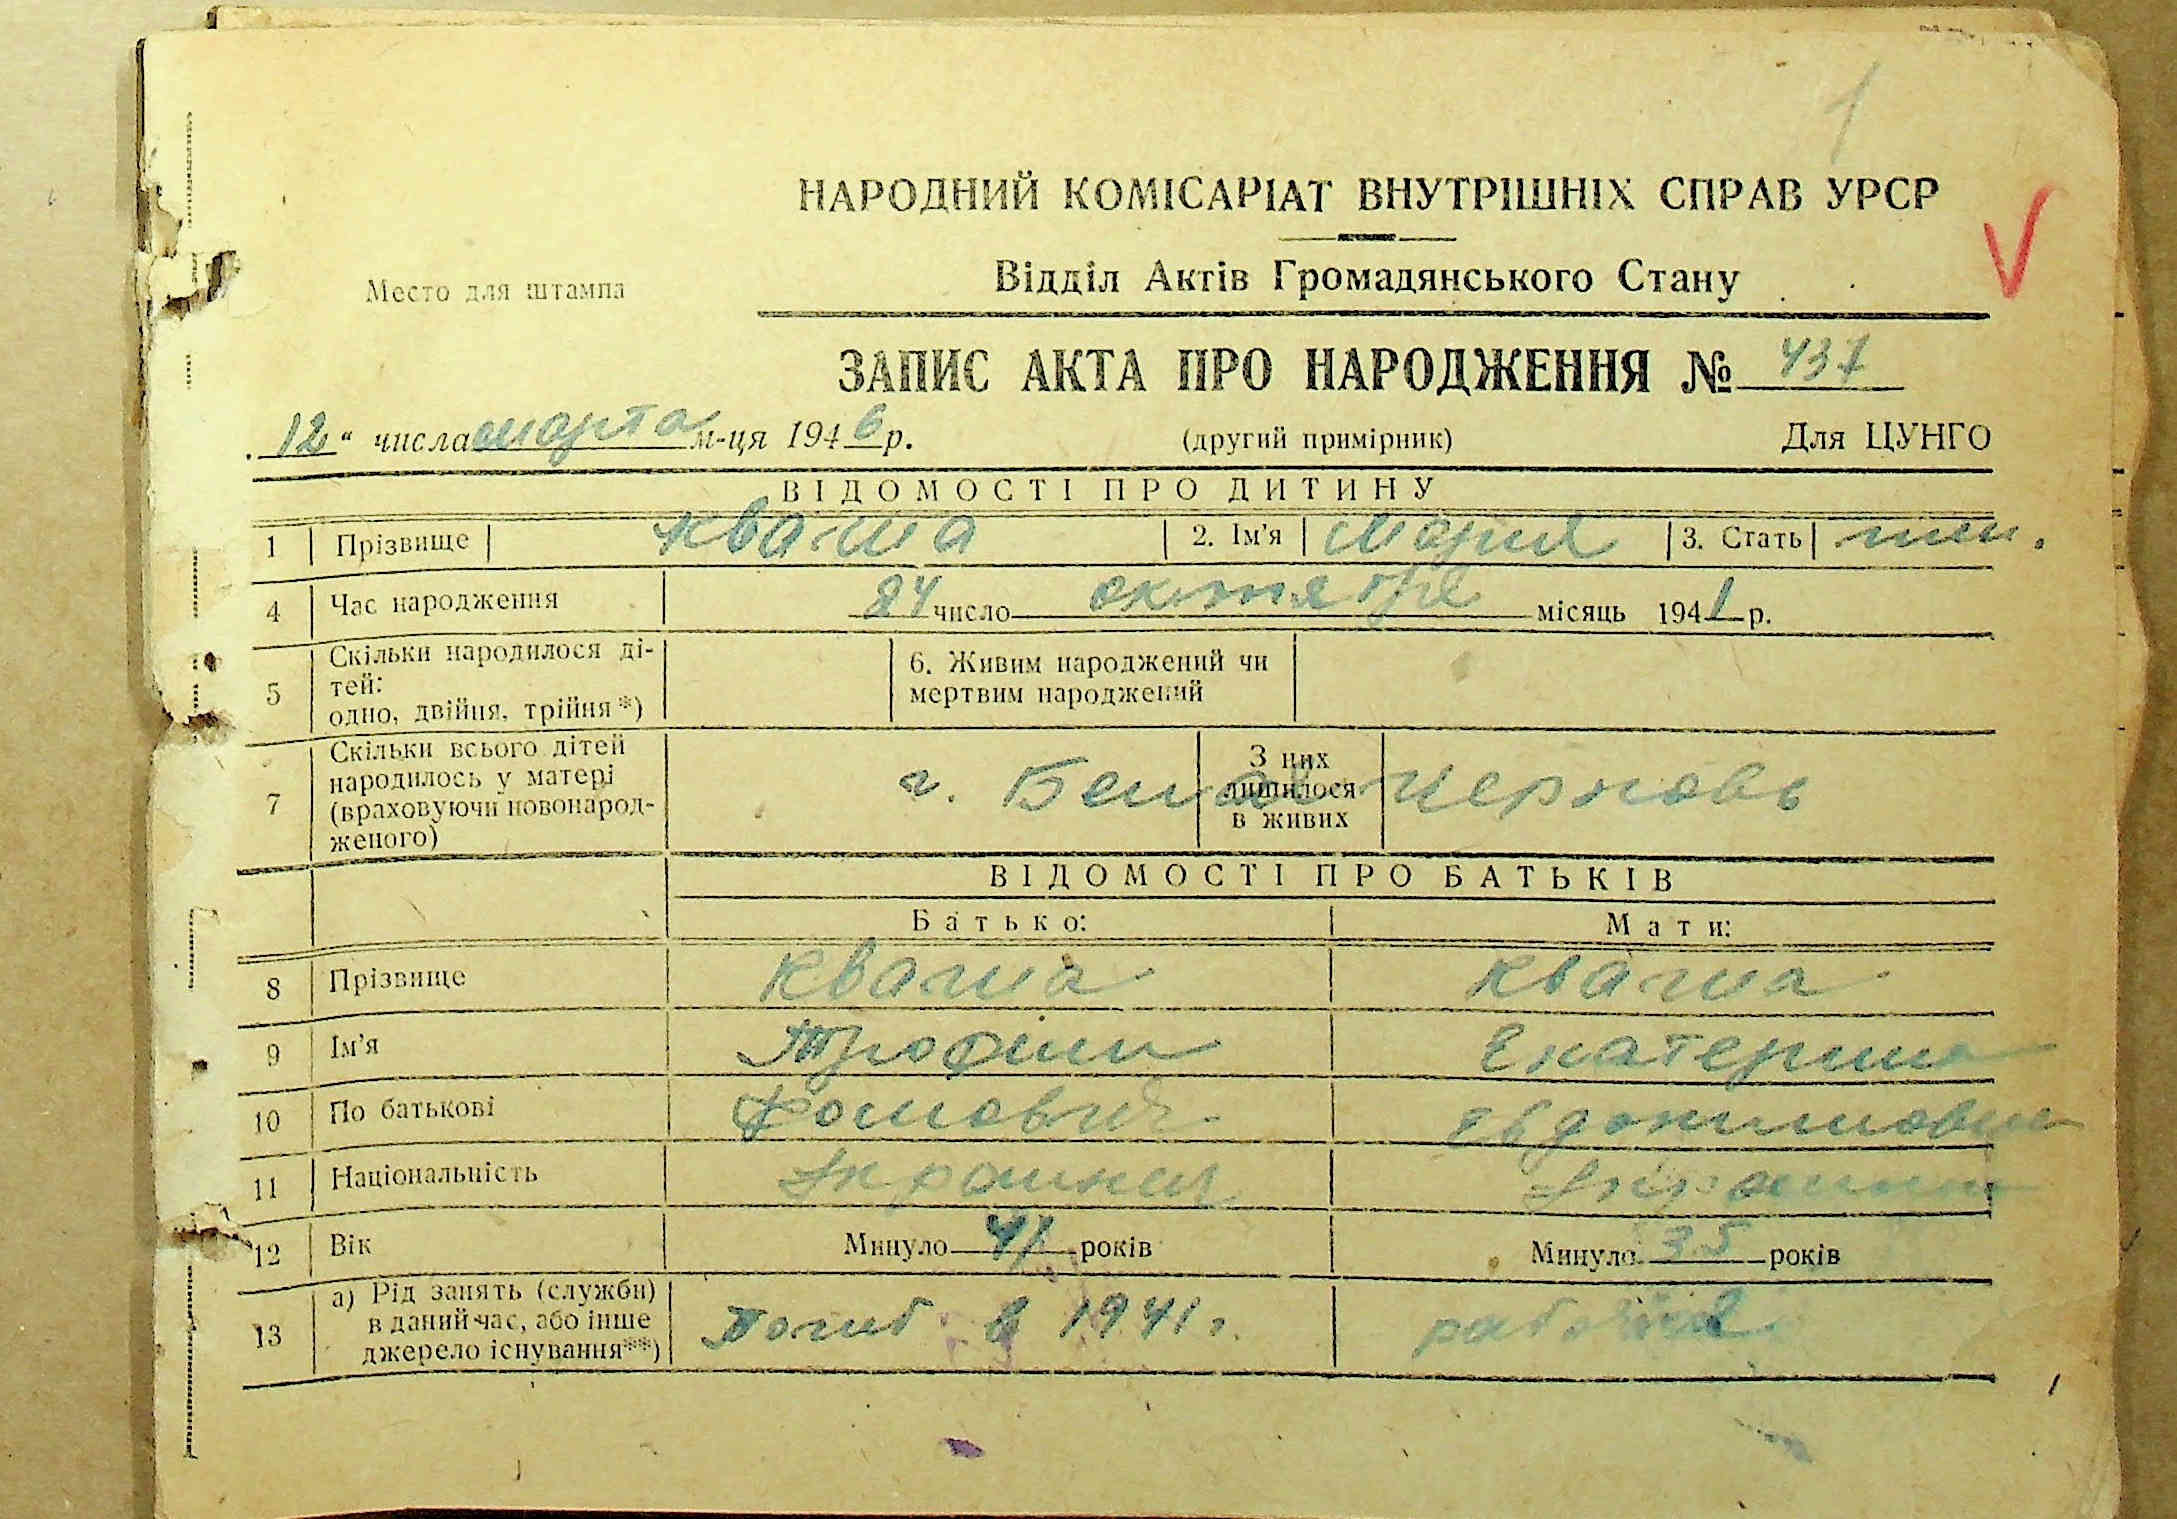 1
НАРОДНИЙ КОМІСАРІАТ ВНУТРІШНІХ СПРАВ УРСР
Место для штампа
Відділ Актів Громадянського Стану
ЗАПИС АКТА ПРО НАРОДЖЕННЯ № 437
„12“ числа марта м-ця 1946 р. (другий примірник) Для ЦУНГО
ВІДОМОСТІ ПРО ДИТИНУ
1 Прізвище Кваша 2. Ім'я Мария 3. Стать жен.
4 Час народження 24 число октября місяць 1941 р.
5 Скільки народилося ді-
тей:
одно, двійня, трійня*)
6. Живим народжений чи
мертвим народжений
7 Скільки всього дітей
народилось у матері
(враховуючи новонарод-
женого)
г.
З них
лишилося
в живих
ВІДОМОСТІ ПРО БАТЬКІВ
Батько: Мати:
8 Прізвище Кваша Кваша
9 Ім'я Трофим Екатерина
10 По батькові Фомович Евдокимовна
11 Національність Украинец Украинка
12 Вік Минуло 41 років Минуло 35 років
13 а) Рід занять (служби)
в даний час, або інше
джерело існування**)
Погиб в 1941 г. рабочая